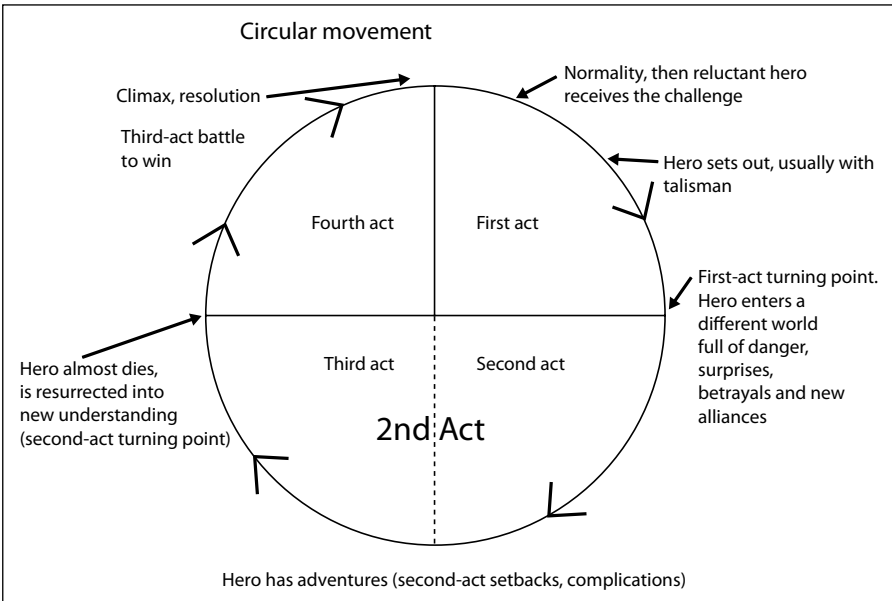 Circular movement
Climax, resolution
Normality, then reluctant hero
receives the challenge
Third-act battle
to win
Hero sets out, usually with
talisman
Fourth act
First act
First-act turning point.
Hero enters a
different world
full of danger,
surprises,
betrayals and new
alliances
Hero almost dies,
is resurrected into
new understanding
(second-act turning point)
Third act
Second act
2nd Act
Hero has adventures (second-act setbacks, complications)